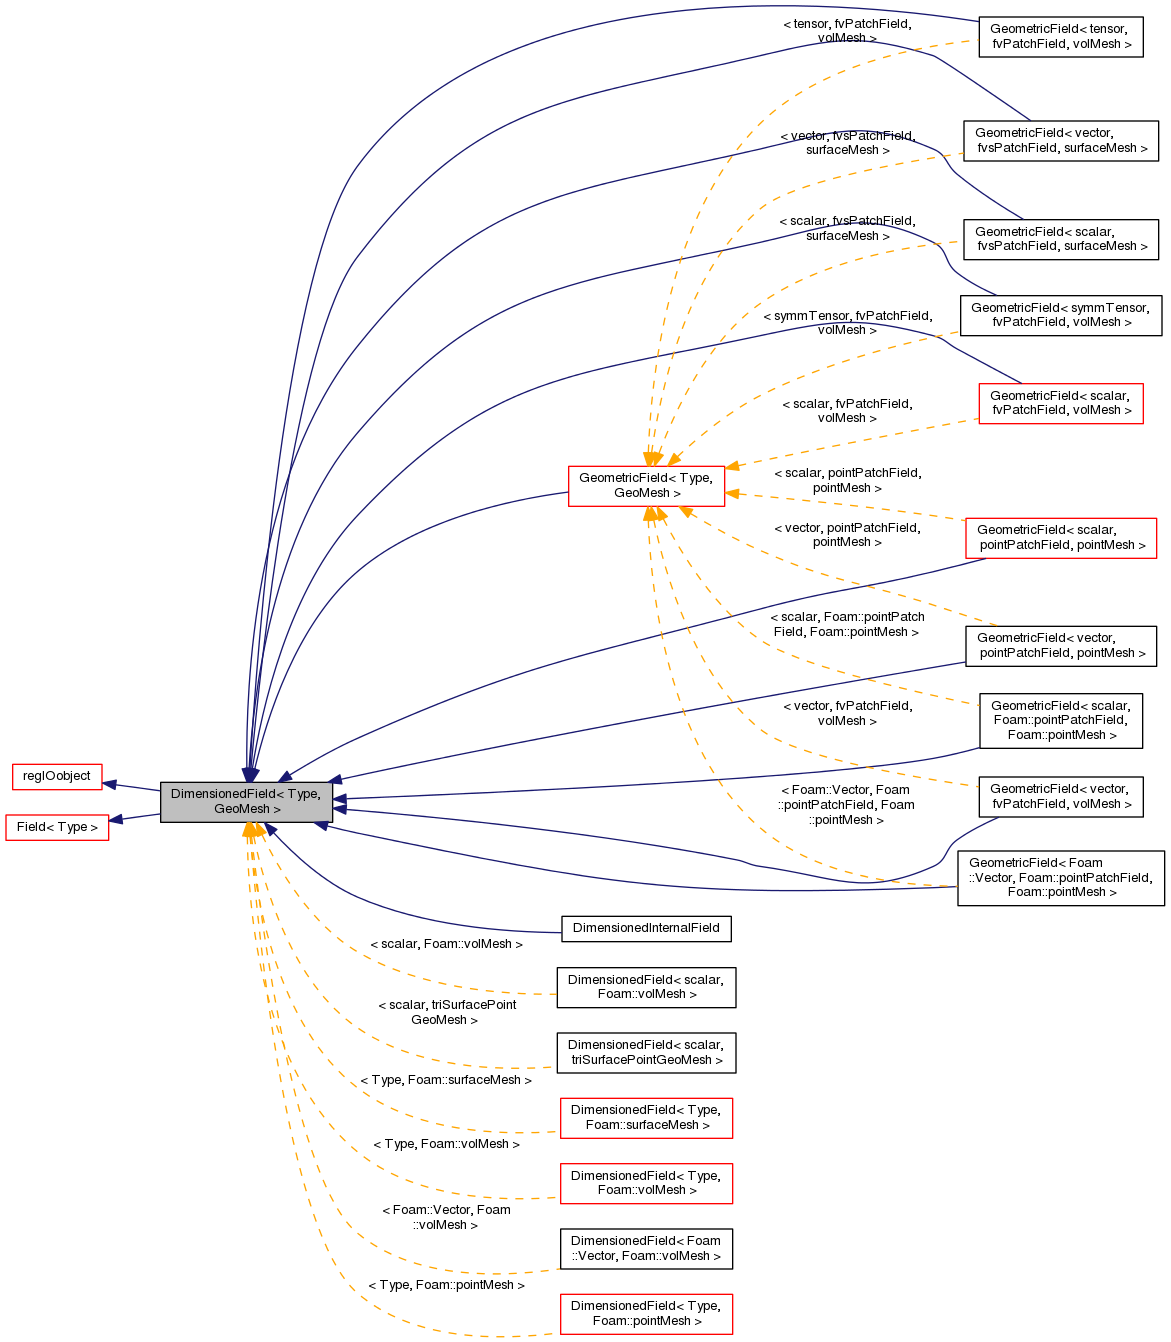 < tensor, fvPatchField,
volMesh >
GeometricField< tensor,
fvPatchField, volMesh >
< vector, fvsPatchField,
surfaceMesh >
GeometricField< vector,
fvsPatchField, surfaceMesh >
< scalar, fvsPatchField,
surfaceMesh >
GeometricField< scalar,
fvsPatchField, surfaceMesh >
< symmTensor, fvPatchField,
volMesh >
GeometricField< symmTensor,
fvPatchField, volMesh >
< scalar, fvPatchField,
volMesh >
GeometricField< scalar,
fvPatchField, volMesh >
GeometricField< Type,
GeoMesh >
< scalar, pointPatchField,
pointMesh >
GeometricField< scalar,
pointPatchField, pointMesh >
< vector, pointPatchField,
pointMesh >
GeometricField< vector,
pointPatchField, pointMesh >
< scalar, Foam::pointPatch
Field, Foam::pointMesh >
GeometricField< scalar,
Foam::pointPatchField,
Foam::pointMesh >
< vector, fvPatchField,
volMesh >
GeometricField< vector,
fvPatchField, volMesh >
< Foam::Vector, Foam
::pointPatchField, Foam
::pointMesh >
GeometricField< Foam
::Vector, Foam::pointPatchField,
Foam::pointMesh >
regIOobject
Field< Type >
DimensionedField< Type,
GeoMesh >
DimensionedInternalField
< scalar, Foam::volMesh >
DimensionedField< scalar,
Foam::volMesh >
< scalar, triSurfacePoint
GeoMesh >
DimensionedField< scalar,
triSurfacePointGeoMesh >
< Type, Foam::surfaceMesh >
DimensionedField< Type,
Foam::surfaceMesh >
< Type, Foam::volMesh >
DimensionedField< Type,
Foam::volMesh >
< Foam::Vector, Foam
::volMesh >
DimensionedField< Foam
::Vector, Foam::volMesh >
< Type, Foam::pointMesh >
DimensionedField< Type,
Foam::pointMesh >